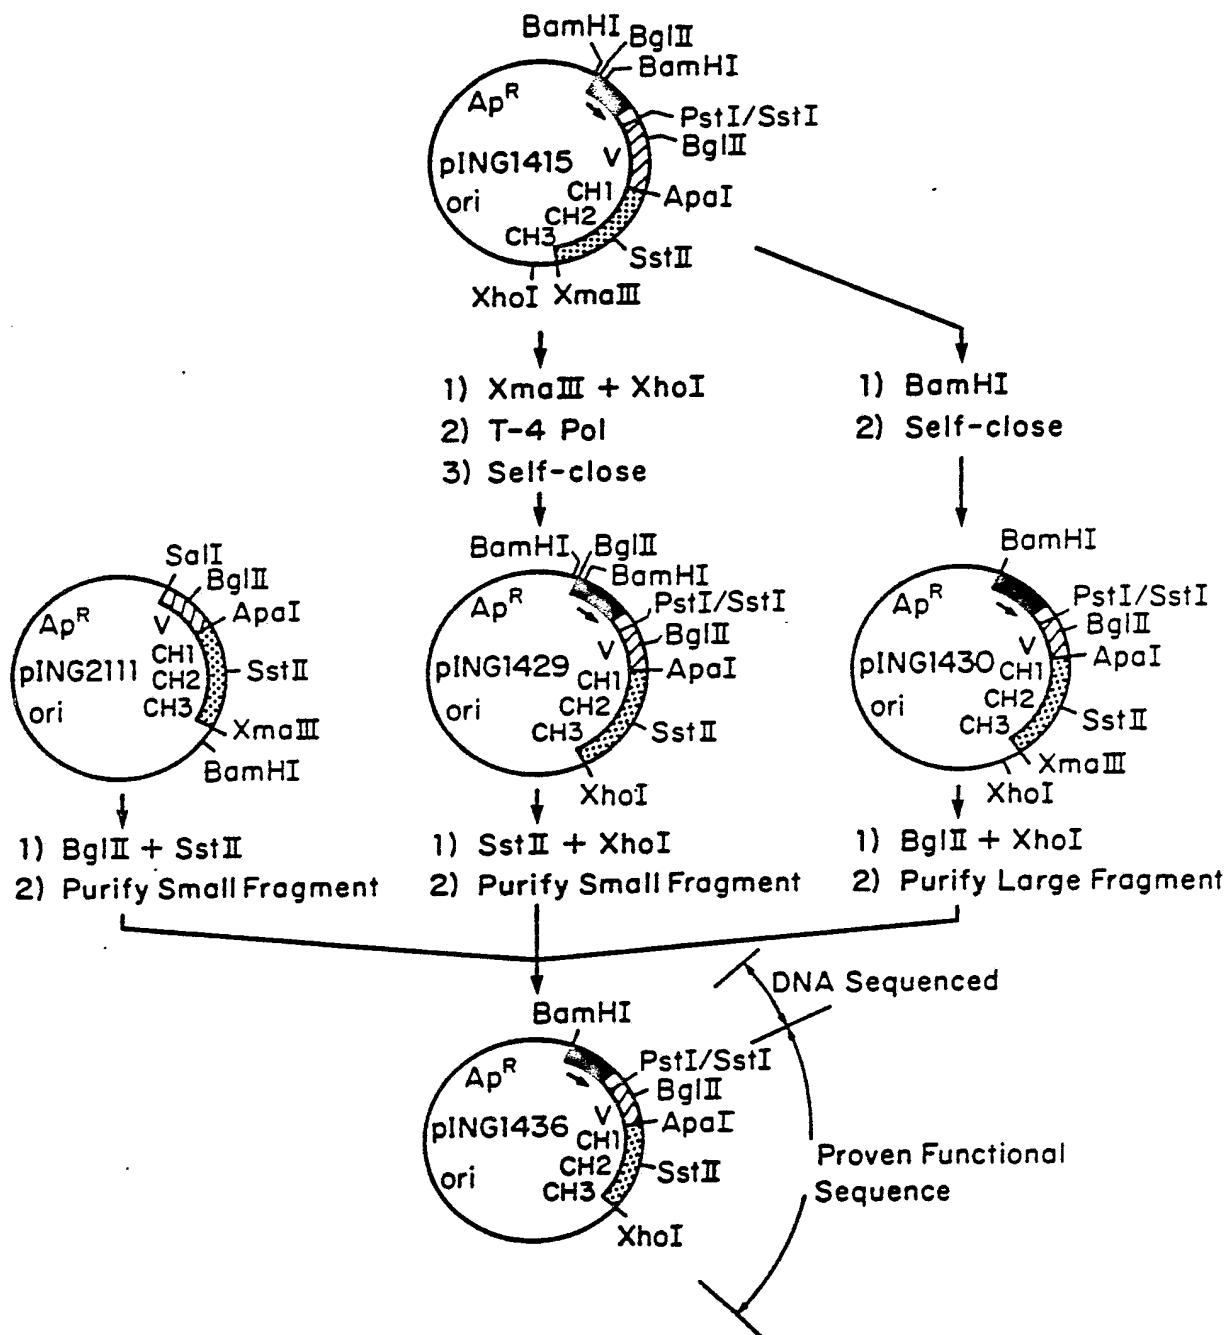 BamHI
BglII
BamHI
Ap^R
PstI/SstI
BglII
pING1415
V
ori
CH1
ApaI
CH2
CH3
SstII
XhoI XmaIII
1) XmaIII + XhoI
2) T-4 Pol
3) Self-close
1) BamHI
2) Self-close
SalI
BglII
ApaI
Ap^R
V
CH1
pING2111
CH2
SstII
ori
CH3
XmaIII
BamHI
1) BglII + SstII
2) Purify Small Fragment
BamHI
BglII
BamHI
Ap^R
PstI/SstI
BglII
V
pING1429
ApaI
CH1
ori
CH2
CH3
SstII
XhoI
1) SstII + XhoI
2) Purify Small Fragment
BamHI
Ap^R
PstI/SstI
BglII
V
ApaI
pING1430
CH1
ori
CH2
CH3
SstII
XmaIII
XhoI
1) BglII + XhoI
2) Purify Large Fragment
DNA Sequenced
BamHI
Ap^R
PstI/SstI
BglII
V
ApaI
pING1436
CH1
ori
CH2
SstII
CH3
XhoI
Proven Functional
Sequence